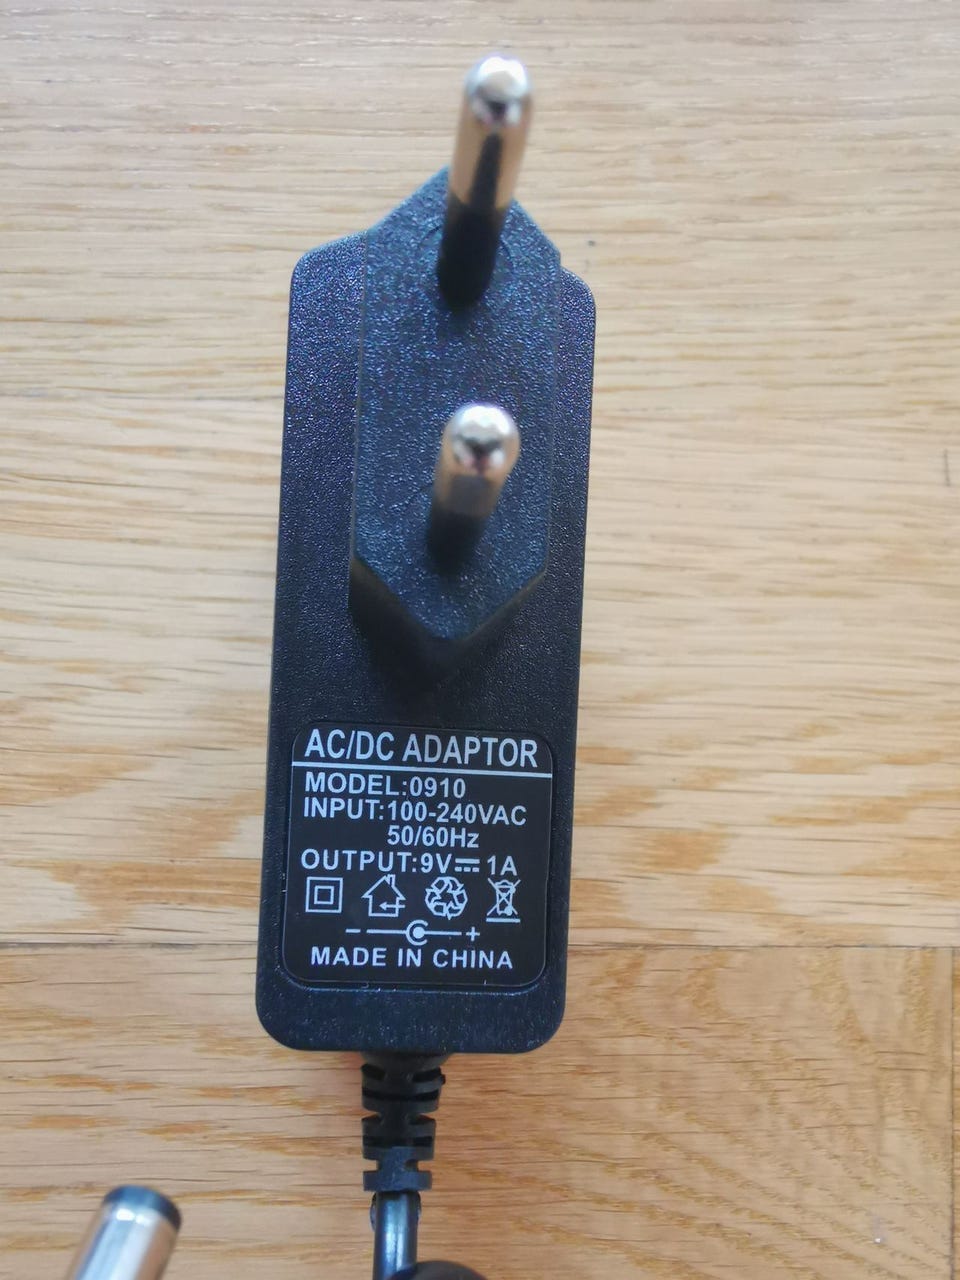 AC/DC ADAPTOR
MODEL:0910
INPUT:100-240VAC
50/60Hz
OUTPUT:9V⎓1A
− +
MADE IN CHINA